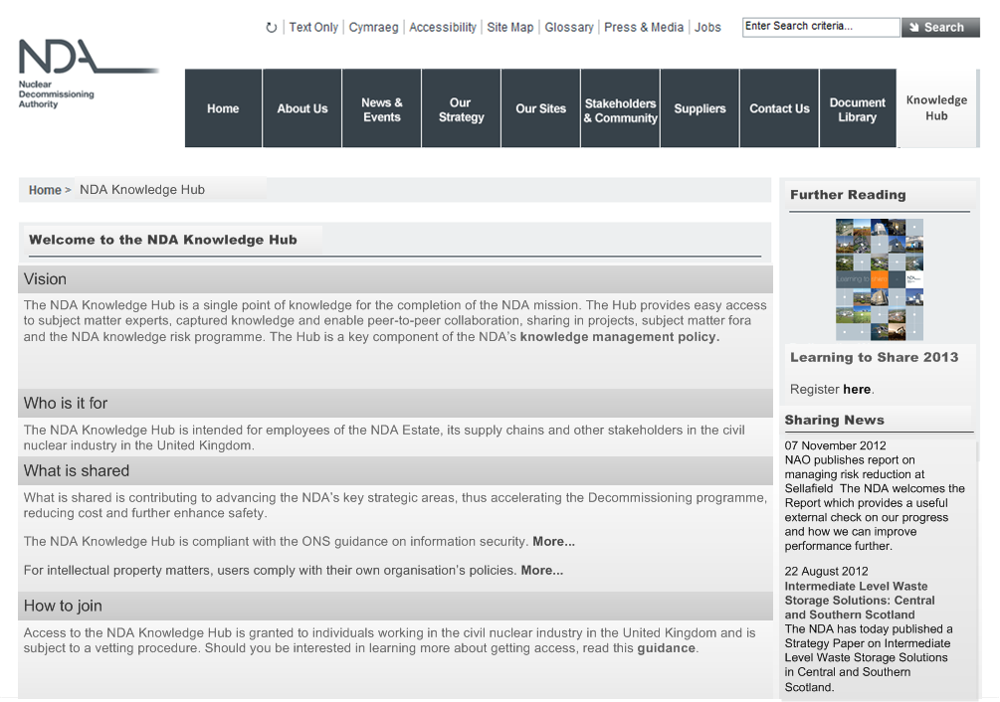 Text Only Cymraeg Accessibility Site Map Glossary Press & Media Jobs
Enter Search criteria...
Search
NDA
Nuclear
Decommissioning
Authority
Home
About Us
News &
Events
Our
Strategy
Our Sites
Stakeholders
& Community
Suppliers
Contact Us
Document
Library
Knowledge
Hub
Home > NDA Knowledge Hub
Welcome to the NDA Knowledge Hub
Vision
The NDA Knowledge Hub is a single point of knowledge for the completion of the NDA mission. The Hub provides easy access
to subject matter experts, captured knowledge and enable peer-to-peer collaboration, sharing in projects, subject matter fora
and the NDA knowledge risk programme. The Hub is a key component of the NDA's knowledge management policy.
Who is it for
The NDA Knowledge Hub is intended for employees of the NDA Estate, its supply chains and other stakeholders in the civil
nuclear industry in the United Kingdom.
What is shared
What is shared is contributing to advancing the NDA's key strategic areas, thus accelerating the Decommissioning programme,
reducing cost and further enhance safety.
The NDA Knowledge Hub is compliant with the ONS guidance on information security. More...
For intellectual property matters, users comply with their own organisation's policies. More...
How to join
Access to the NDA Knowledge Hub is granted to individuals working in the civil nuclear industry in the United Kingdom and is
subject to a vetting procedure. Should you be interested in learning more about getting access, read this guidance.
Further Reading
Learning to share
NDA
Learning to Share 2013
Register here.
Sharing News
07 November 2012
NAO publishes report on
managing risk reduction at
Sellafield The NDA welcomes the
Report which provides a useful
external check on our progress
and how we can improve
performance further.
22 August 2012
Intermediate Level Waste
Storage Solutions: Central
and Southern Scotland
The NDA has today published a
Strategy Paper on Intermediate
Level Waste Storage Solutions
in Central and Southern
Scotland.